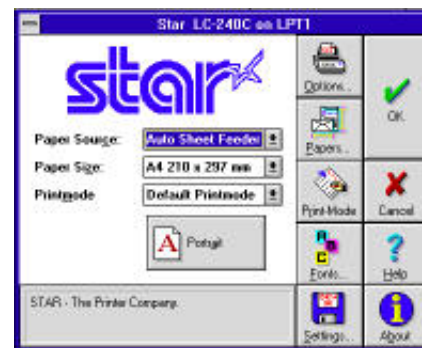 Star LC-240C on LPT1
star
Paper Source:
Auto Sheet Feeder
Paper Size:
A4 210 x 297 mm
Printmode
Default Printmode
A
Portrait
STAR - The Printer Company.
Options...
OK
Papers...
Print-Mode
Cancel
A
B
C
Fonts...
?
Help
Settings...
i
About